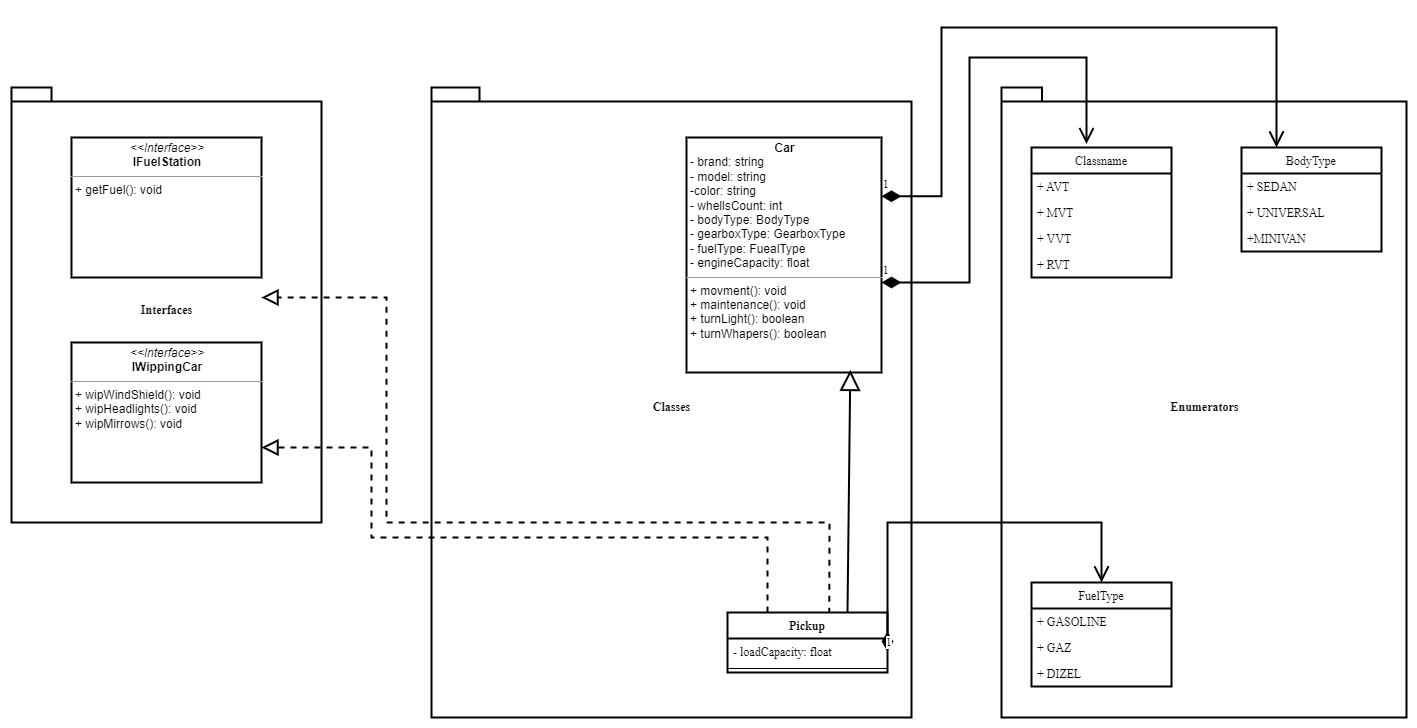 <<Interface>>
IFuelStation
+ getFuel(): void
Interfaces
<<Interface>>
IWippingCar
+ wipWindShield(): void
+ wipHeadlights(): void
+ wipMirrows(): void
Car
- brand: string
- model: string
-color: string
- whellsCount: int
- bodyType: BodyType
- gearboxType: GearboxType
- fuelType: FuealType
- engineCapacity: float
+ movment(): void
+ maintenance(): void
+ turnLight(): boolean
+ turnWhapers(): boolean
1
1
Classes
Pickup
- loadCapacity: float
1
Classname
+ AVT
+ MVT
+ VVT
+ RVT
BodyType
+ SEDAN
+ UNIVERSAL
+MINIVAN
Enumerators
FuelType
+ GASOLINE
+ GAZ
+ DIZEL